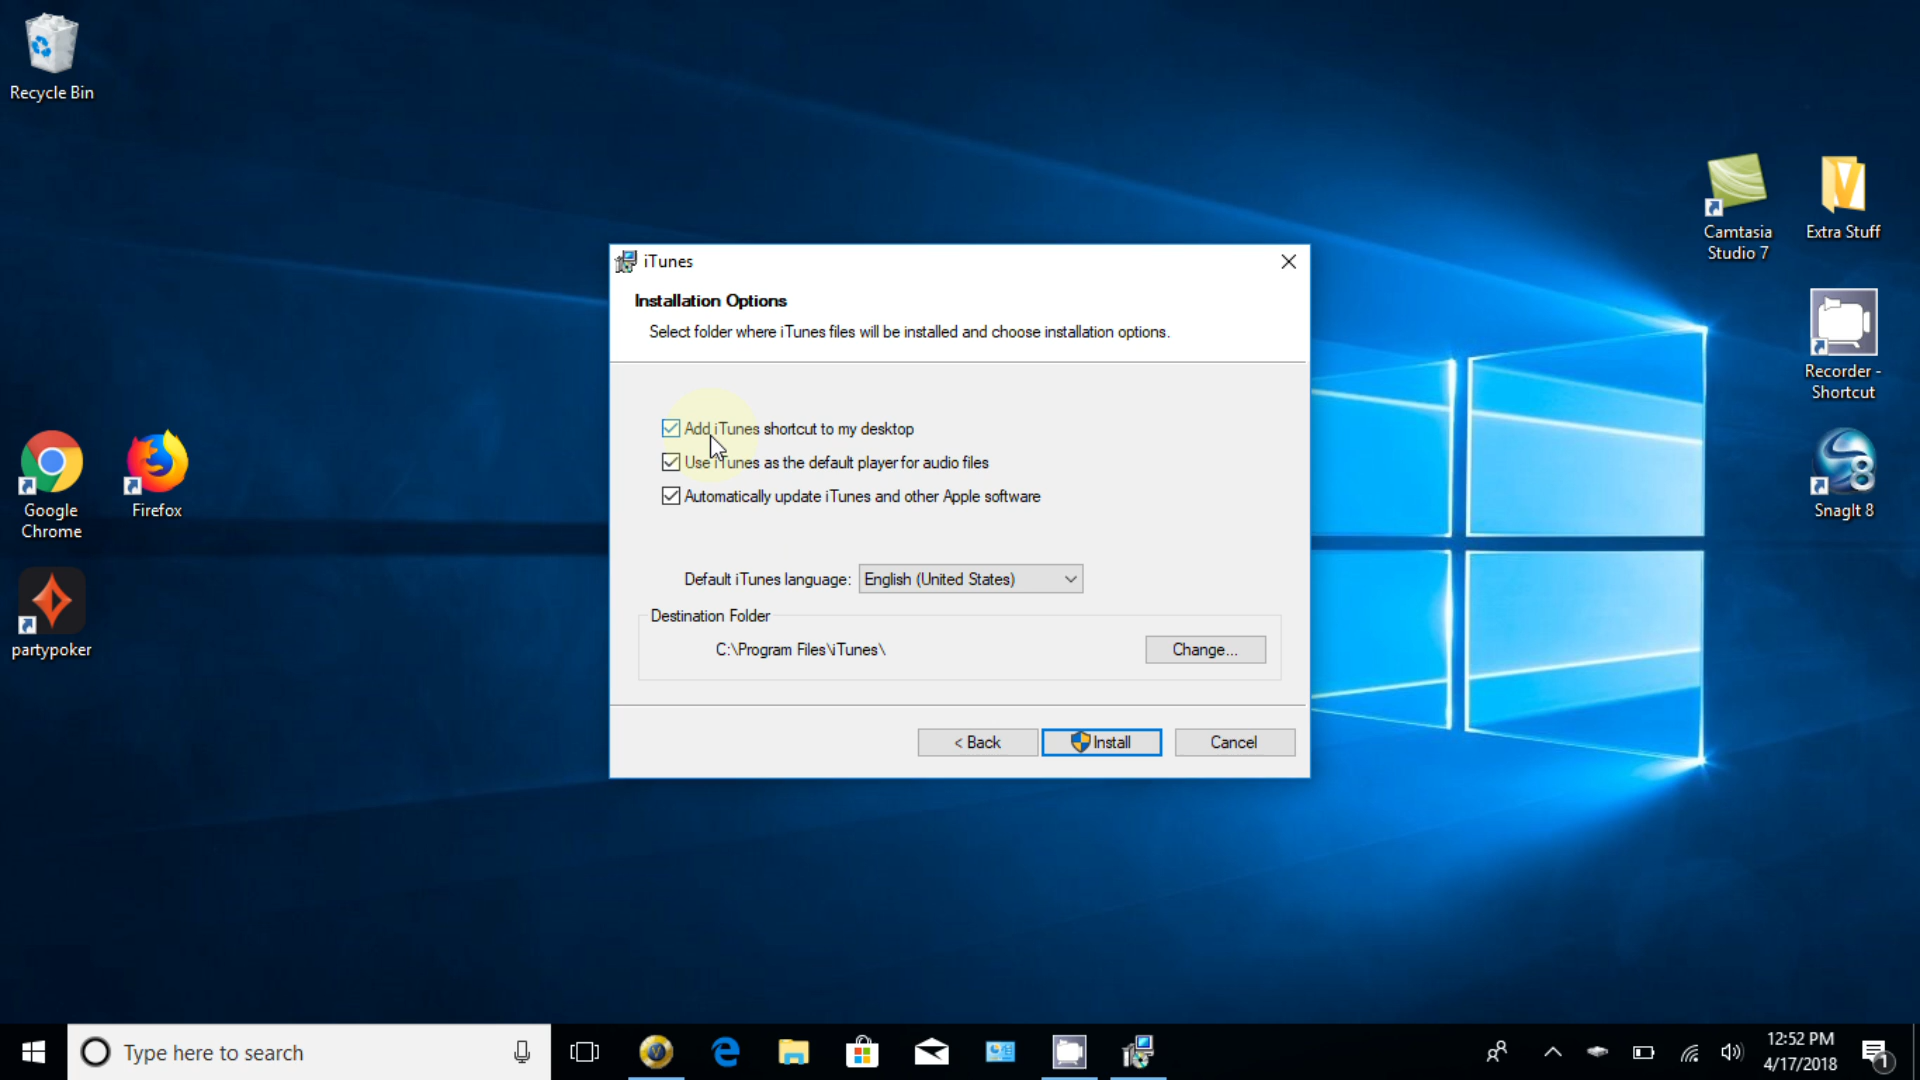 Recycle Bin
Camtasia
Studio 7
Extra Stuff
Recorder -
Shortcut
SnagIt 8
Google
Chrome
Firefox
partypoker
iTunes
Installation Options
Select folder where iTunes files will be installed and choose installation options.
Add iTunes shortcut to my desktop
Use iTunes as the default player for audio files
Automatically update iTunes and other Apple software
Default iTunes language: English (United States)
Destination Folder
C:\Program Files\iTunes\
Change...
< Back
Install
Cancel
Type here to search
12:52 PM
4/17/2018
1